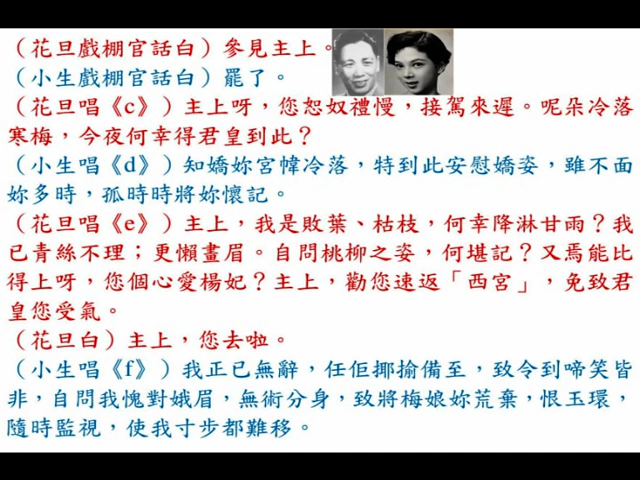 （花旦戲棚官話白）參見主上。
（小生戲棚官話白）罷了。
（花旦唱《c》）主上呀，您恕奴禮慢，接駕來遲。呢朵冷落
寒梅，今夜何幸得君皇到此？
（小生唱《d》）知嬌妳宮幃冷落，特到此安慰嬌姿，雖不面
妳多時，孤時時將妳懷記。
（花旦唱《e》）主上，我是敗葉、枯枝，何幸降淋甘雨？我
已青絲不理；更懶畫眉。自問桃柳之姿，何堪記？又焉能比
得上呀，您個心愛楊妃？主上，勸您速返「西宮」，免致君
皇您受氣。
（花旦白）主上，您去啦。
（小生唱《f》）我正已無辭，任佢揶揄備至，致令到啼笑皆
非，自問我愧對娥眉，無術分身，致將梅娘妳荒棄，恨玉環，
隨時監視，使我寸步都難移。